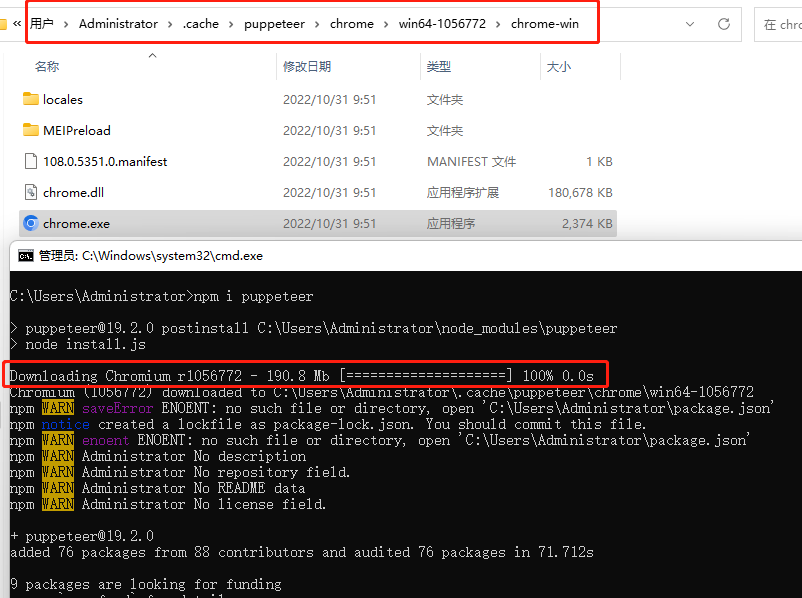 « 用户 › Administrator › .cache › puppeteer › chrome › win64-1056772 › chrome-win
在 chro
名称 修改日期 类型 大小
locales 2022/10/31 9:51 文件夹
MEIPreload 2022/10/31 9:51 文件夹
108.0.5351.0.manifest 2022/10/31 9:51 MANIFEST 文件 1 KB
chrome.dll 2022/10/31 9:51 应用程序扩展 180,678 KB
chrome.exe 2022/10/31 9:51 应用程序 2,374 KB
管理员: C:\Windows\system32\cmd.exe
C:\Users\Administrator>npm i puppeteer
> puppeteer@19.2.0 postinstall C:\Users\Administrator\node_modules\puppeteer
> node install.js
Downloading Chromium r1056772 - 190.8 Mb [====================] 100% 0.0s
Chromium (1056772) downloaded to C:\Users\Administrator\.cache\puppeteer\chrome\win64-1056772
npm WARN saveError ENOENT: no such file or directory, open 'C:\Users\Administrator\package.json'
npm notice created a lockfile as package-lock.json. You should commit this file.
npm WARN enoent ENOENT: no such file or directory, open 'C:\Users\Administrator\package.json'
npm WARN Administrator No description
npm WARN Administrator No repository field.
npm WARN Administrator No README data
npm WARN Administrator No license field.
+ puppeteer@19.2.0
added 76 packages from 88 contributors and audited 76 packages in 71.712s
9 packages are looking for funding